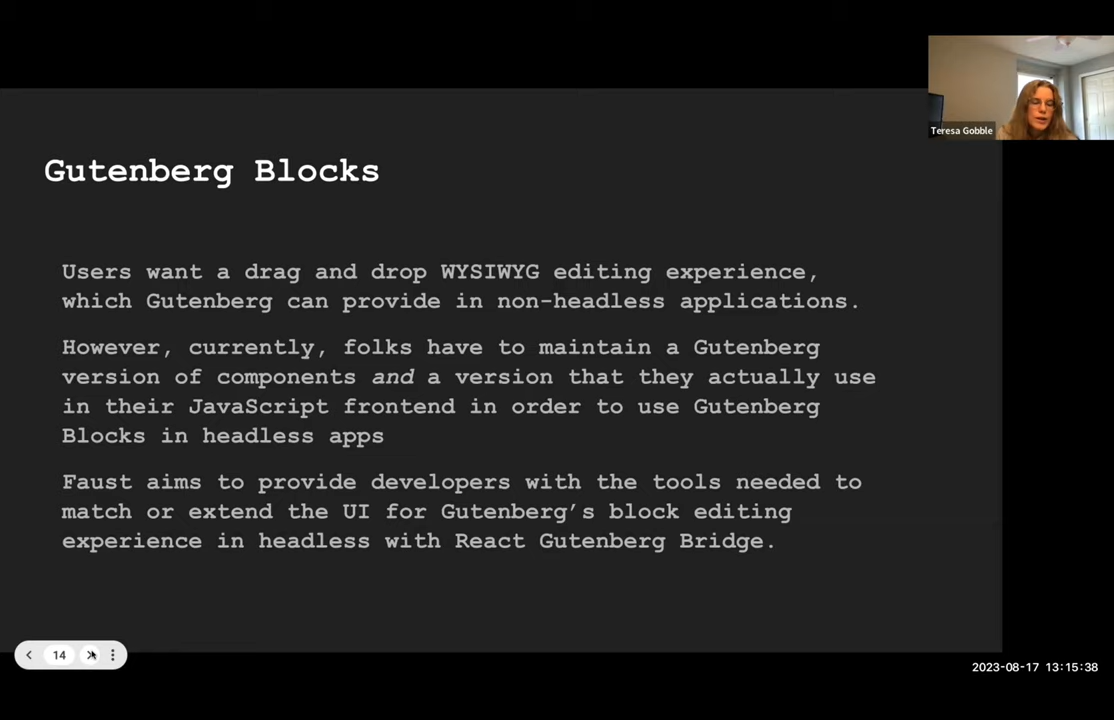 Teresa Gobble
Gutenberg Blocks
Users want a drag and drop WYSIWYG editing experience,
which Gutenberg can provide in non-headless applications.
However, currently, folks have to maintain a Gutenberg
version of components and a version that they actually use
in their JavaScript frontend in order to use Gutenberg
Blocks in headless apps
Faust aims to provide developers with the tools needed to
match or extend the UI for Gutenberg’s block editing
experience in headless with React Gutenberg Bridge.
14
2023-08-17 13:15:38